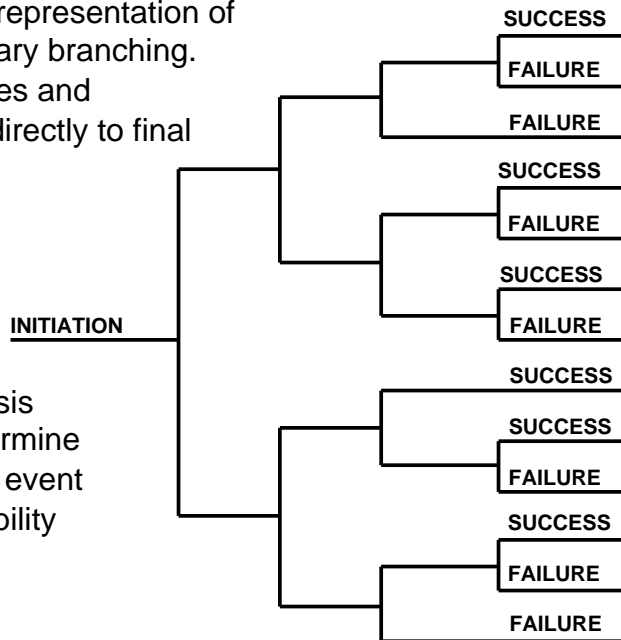 representation of
ary branching.
es and
directly to final
SUCCESS
FAILURE
FAILURE
SUCCESS
FAILURE
SUCCESS
FAILURE
INITIATION
SUCCESS
SUCCESS
FAILURE
SUCCESS
FAILURE
FAILURE
sis
ermine
event
bility